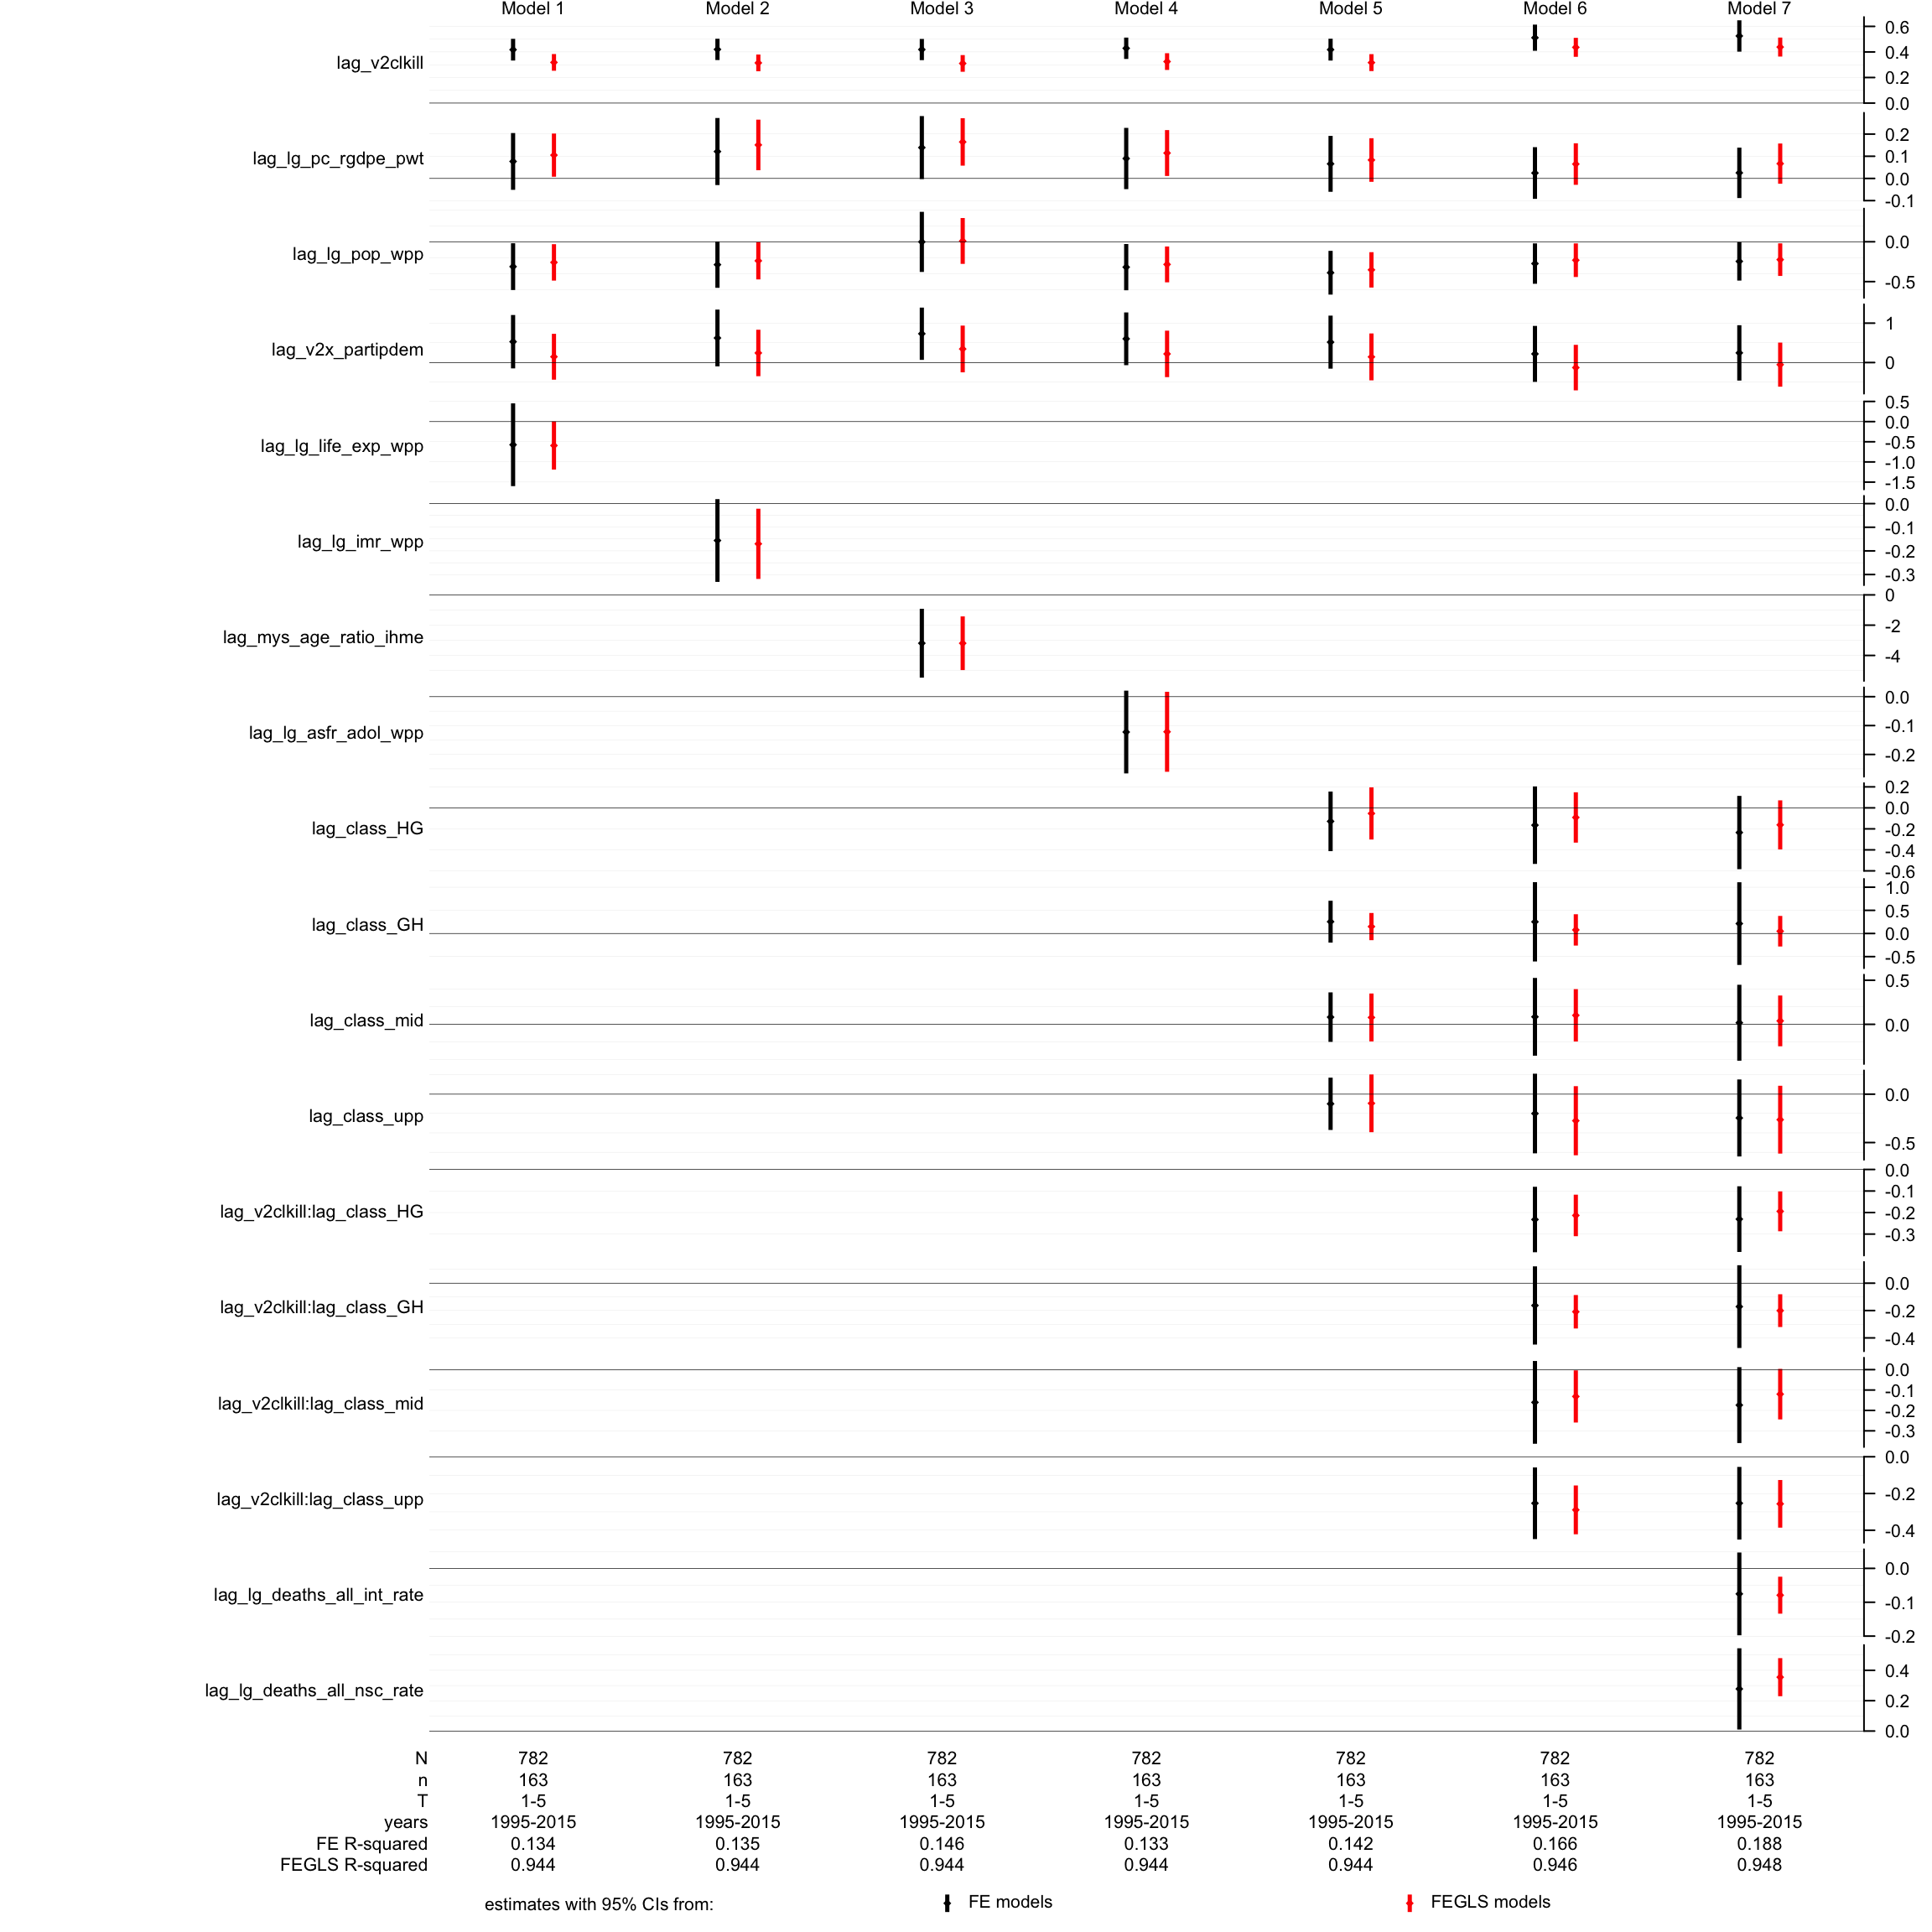 Model 1 Model 2 Model 3 Model 4 Model 5 Model 6 Model 7
lag_v2clkill
0.6
0.4
0.2
0.0
lag_lg_pc_rgdpe_pwt
0.2
0.1
0.0
-0.1
lag_lg_pop_wpp
0.0
-0.5
lag_v2x_partipdem
1
0
lag_lg_life_exp_wpp
0.5
0.0
-0.5
-1.0
-1.5
lag_lg_imr_wpp
0.0
-0.1
-0.2
-0.3
lag_mys_age_ratio_ihme
0
-2
-4
lag_lg_asfr_adol_wpp
0.0
-0.1
-0.2
lag_class_HG
0.2
0.0
-0.2
-0.4
-0.6
lag_class_GH
1.0
0.5
0.0
-0.5
lag_class_mid
0.5
0.0
lag_class_upp
0.0
-0.5
lag_v2clkill:lag_class_HG
0.0
-0.1
-0.2
-0.3
lag_v2clkill:lag_class_GH
0.0
-0.2
-0.4
lag_v2clkill:lag_class_mid
0.0
-0.1
-0.2
-0.3
lag_v2clkill:lag_class_upp
0.0
-0.2
-0.4
lag_lg_deaths_all_int_rate
0.0
-0.1
-0.2
lag_lg_deaths_all_nsc_rate
0.4
0.2
0.0
N 782 782 782 782 782 782 782
n 163 163 163 163 163 163 163
T 1-5 1-5 1-5 1-5 1-5 1-5 1-5
years 1995-2015 1995-2015 1995-2015 1995-2015 1995-2015 1995-2015 1995-2015
FE R-squared 0.134 0.135 0.146 0.133 0.142 0.166 0.188
FEGLS R-squared 0.944 0.944 0.944 0.944 0.944 0.946 0.948
estimates with 95% CIs from: FE models FEGLS models